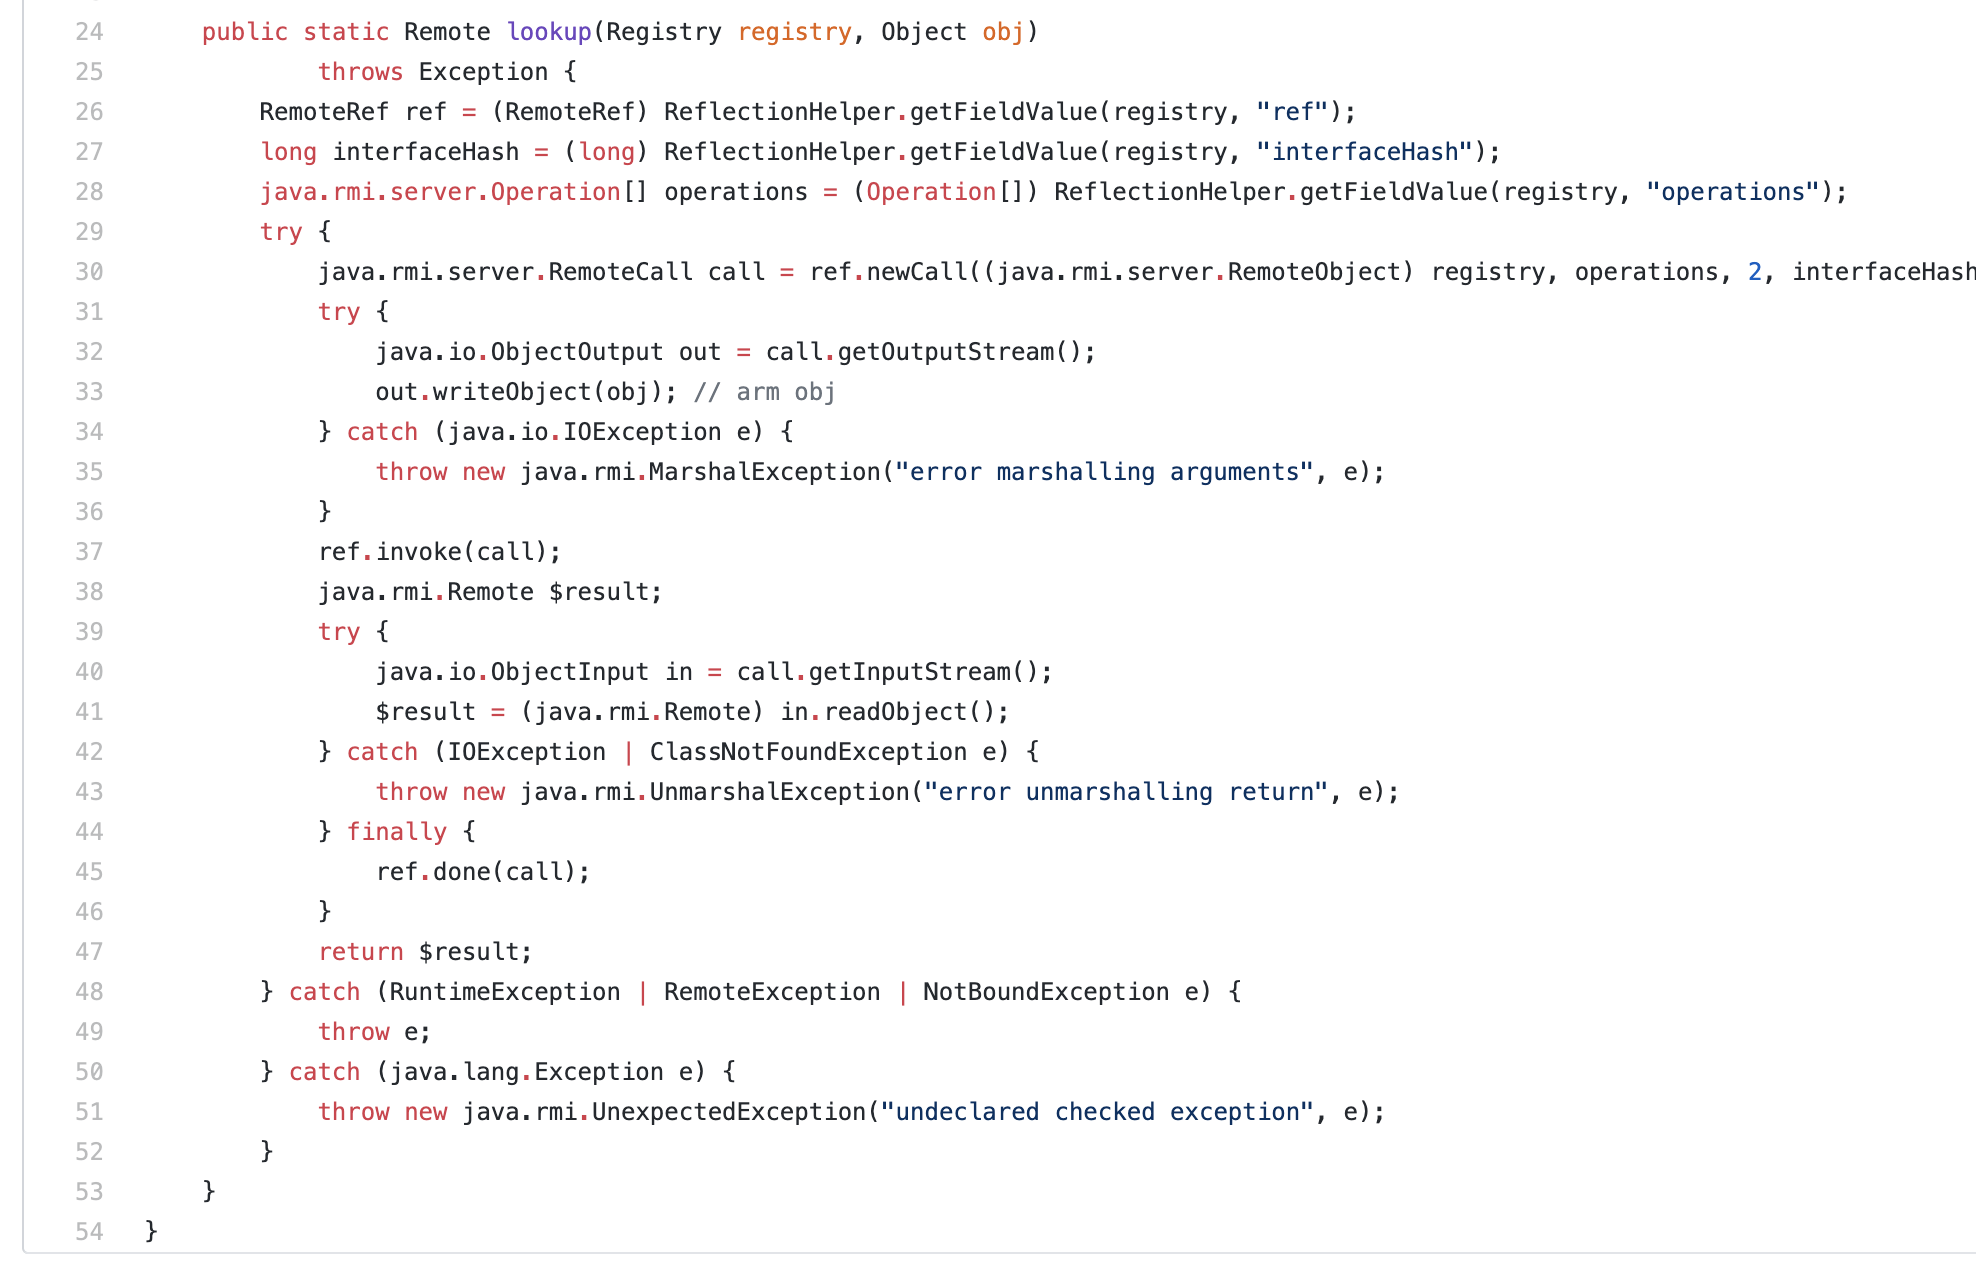 24 public static Remote lookup(Registry registry, Object obj)
25 throws Exception {
26 RemoteRef ref = (RemoteRef) ReflectionHelper.getFieldValue(registry, "ref");
27 long interfaceHash = (long) ReflectionHelper.getFieldValue(registry, "interfaceHash");
28 java.rmi.server.Operation[] operations = (Operation[]) ReflectionHelper.getFieldValue(registry, "operations");
29 try {
30 java.rmi.server.RemoteCall call = ref.newCall((java.rmi.server.RemoteObject) registry, operations, 2, interfaceHash
31 try {
32 java.io.ObjectOutput out = call.getOutputStream();
33 out.writeObject(obj); // arm obj
34 } catch (java.io.IOException e) {
35 throw new java.rmi.MarshalException("error marshalling arguments", e);
36 }
37 ref.invoke(call);
38 java.rmi.Remote $result;
39 try {
40 java.io.ObjectInput in = call.getInputStream();
41 $result = (java.rmi.Remote) in.readObject();
42 } catch (IOException | ClassNotFoundException e) {
43 throw new java.rmi.UnmarshalException("error unmarshalling return", e);
44 } finally {
45 ref.done(call);
46 }
47 return $result;
48 } catch (RuntimeException | RemoteException | NotBoundException e) {
49 throw e;
50 } catch (java.lang.Exception e) {
51 throw new java.rmi.UnexpectedException("undeclared checked exception", e);
52 }
53 }
54 }